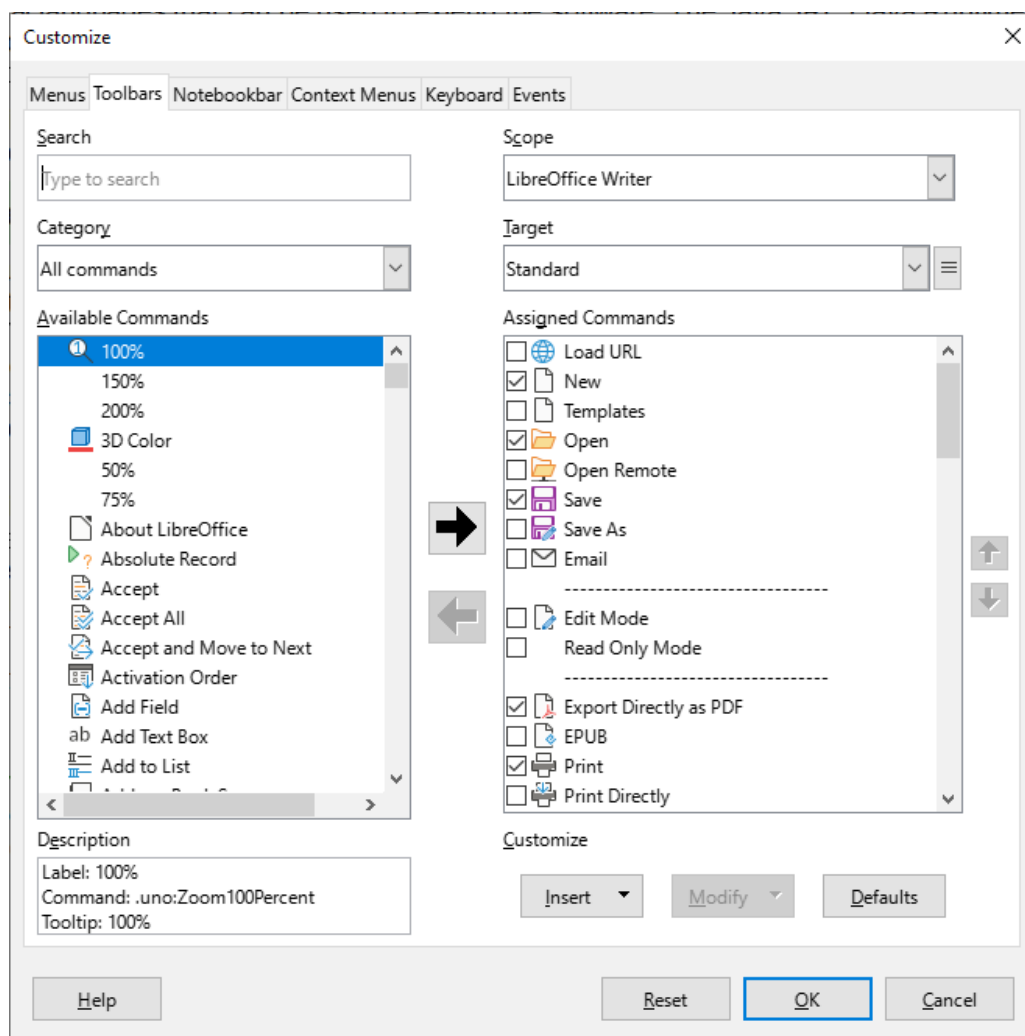 Customize
Menus Toolbars Notebookbar Context Menus Keyboard Events
Search
Type to search
Category
All commands
Available Commands
100%
150%
200%
3D Color
50%
75%
About LibreOffice
Absolute Record
Accept
Accept All
Accept and Move to Next
Activation Order
Add Field
ab Add Text Box
Add to List
Description
Label: 100%
Command: .uno:Zoom100Percent
Tooltip: 100%
Scope
LibreOffice Writer
Target
Standard
Assigned Commands
Load URL
New
Templates
Open
Open Remote
Save
Save As
Email
----------------------------------
Edit Mode
Read Only Mode
----------------------------------
Export Directly as PDF
EPUB
Print
Print Directly
Customize
Insert Modify Defaults
Help Reset OK Cancel